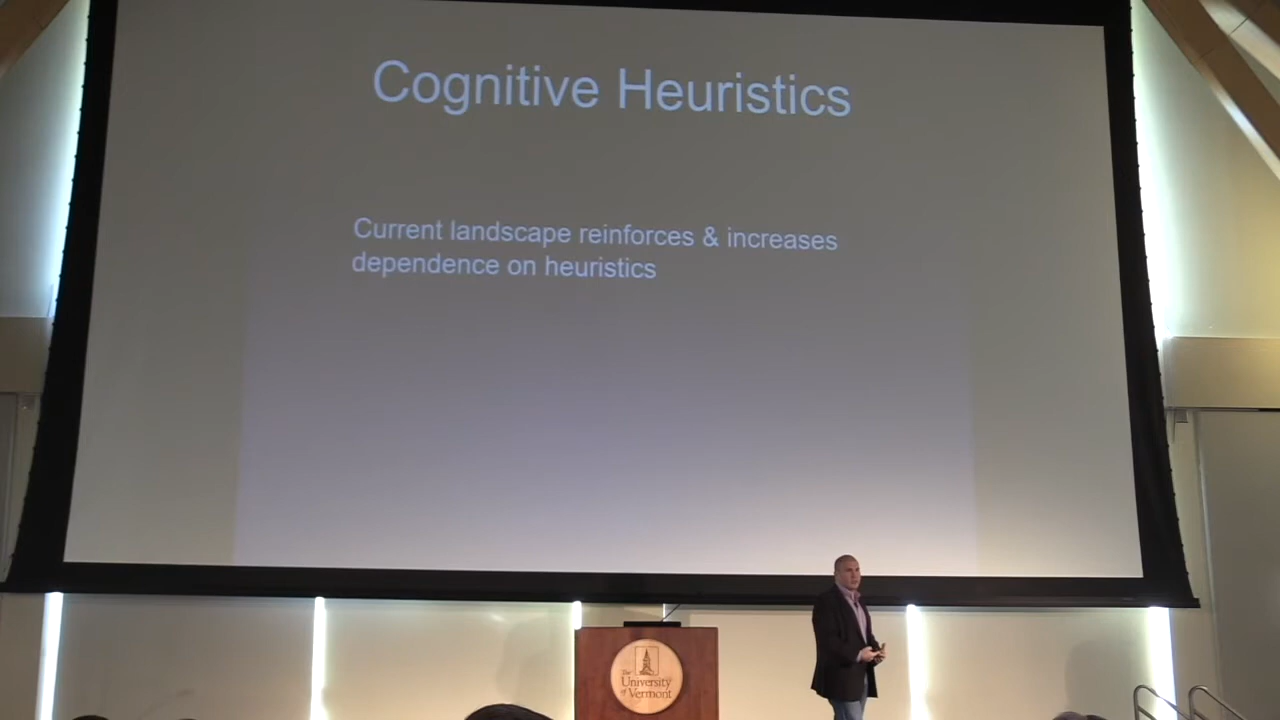 Cognitive Heuristics
Current landscape reinforces & increases
dependence on heuristics
The
University
of Vermont